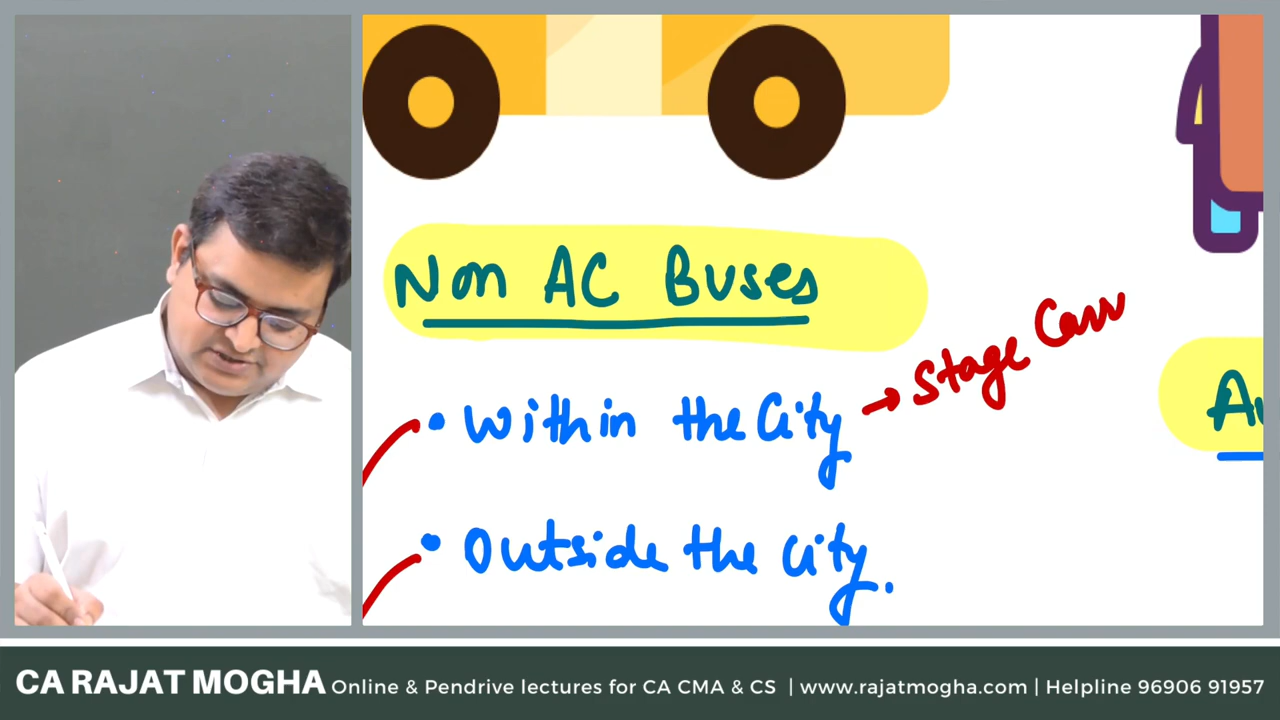 Non AC Buses
• Within the City → Stage Carr
• Outside the city.
CA RAJAT MOGHA Online & Pendrive lectures for CA CMA & CS | www.rajatmogha.com | Helpline 96906 91957